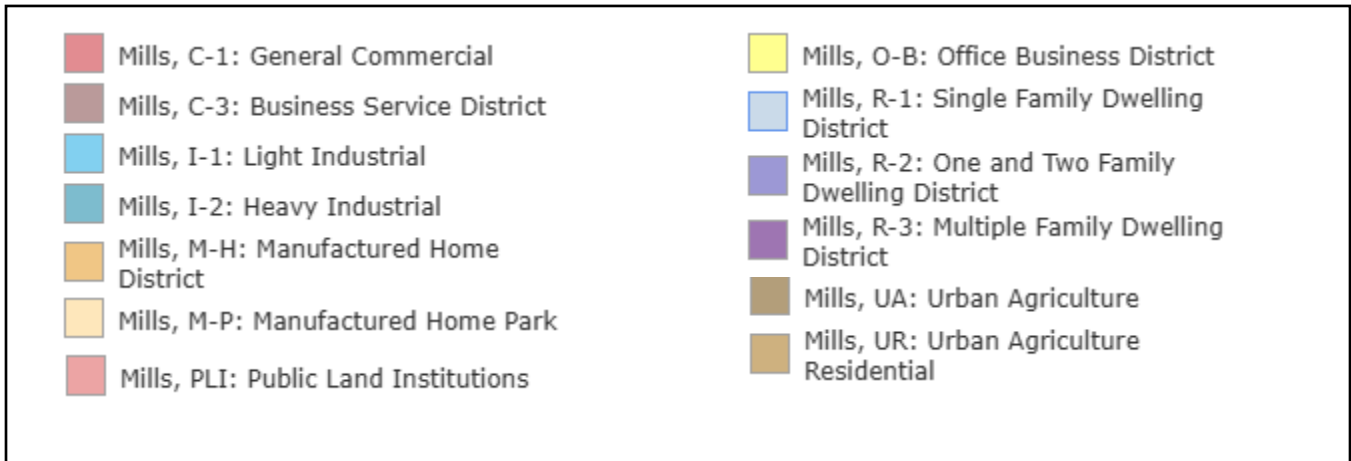 Mills, C-1: General Commercial
Mills, C-3: Business Service District
Mills, I-1: Light Industrial
Mills, I-2: Heavy Industrial
Mills, M-H: Manufactured Home
District
Mills, M-P: Manufactured Home Park
Mills, PLI: Public Land Institutions
Mills, O-B: Office Business District
Mills, R-1: Single Family Dwelling
District
Mills, R-2: One and Two Family
Dwelling District
Mills, R-3: Multiple Family Dwelling
District
Mills, UA: Urban Agriculture
Mills, UR: Urban Agriculture
Residential